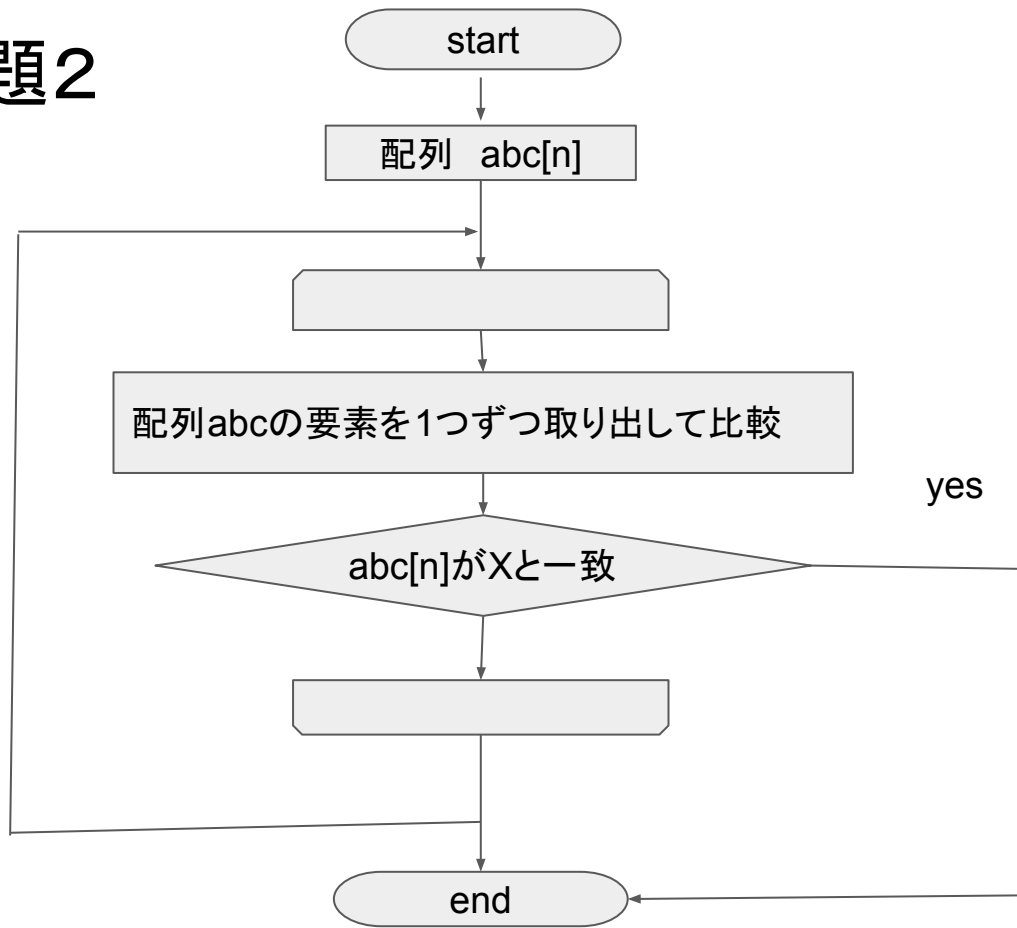 題２
start
配列　abc[n]
配列abcの要素を1つずつ取り出して比較
yes
abc[n]がXと一致
end